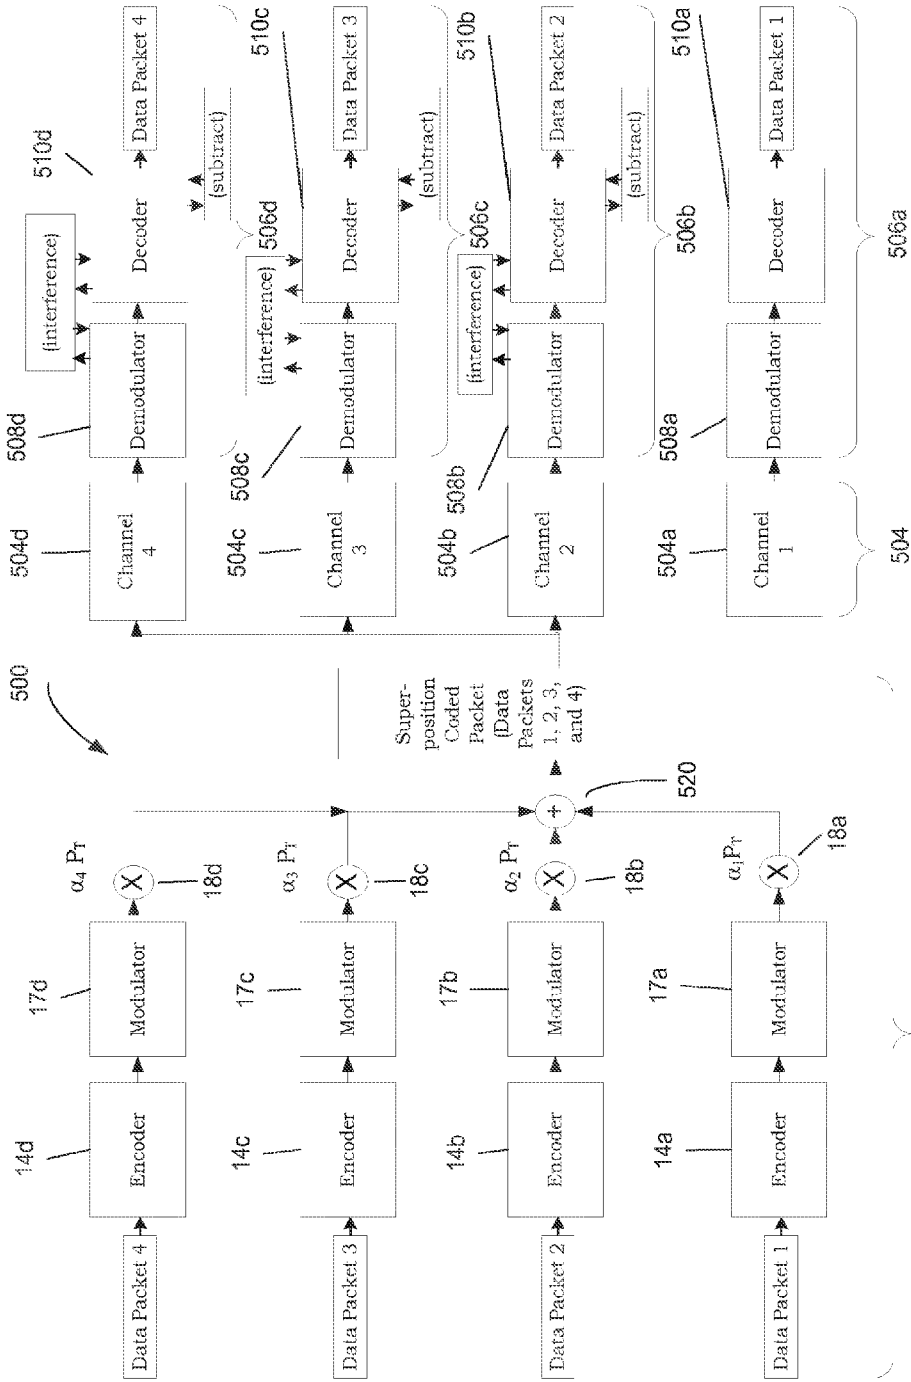 500
510d
510c
510b
510a
Data Packet 4
14d
Encoder
17d
Modulator
α4 PT
X
18d
504d
Channel
4
508d
Demodulator
(interference)
Decoder
(subtract)
Data Packet 4
506d
Data Packet 3
14c
Encoder
17c
Modulator
α3 PT
X
18c
504c
Channel
3
508c
Demodulator
(interference)
Decoder
(subtract)
Data Packet 3
506c
Data Packet 2
14b
Encoder
17b
Modulator
α2 PT
X
18b
+
520
Super-
position
Coded
Packet
(Data
Packets
1, 2, 3,
and 4)
504b
Channel
2
508b
Demodulator
(interference)
Decoder
(subtract)
Data Packet 2
506b
Data Packet 1
14a
Encoder
17a
Modulator
α1PT
X
18a
504a
Channel
1
508a
Demodulator
Decoder
Data Packet 1
504
506a